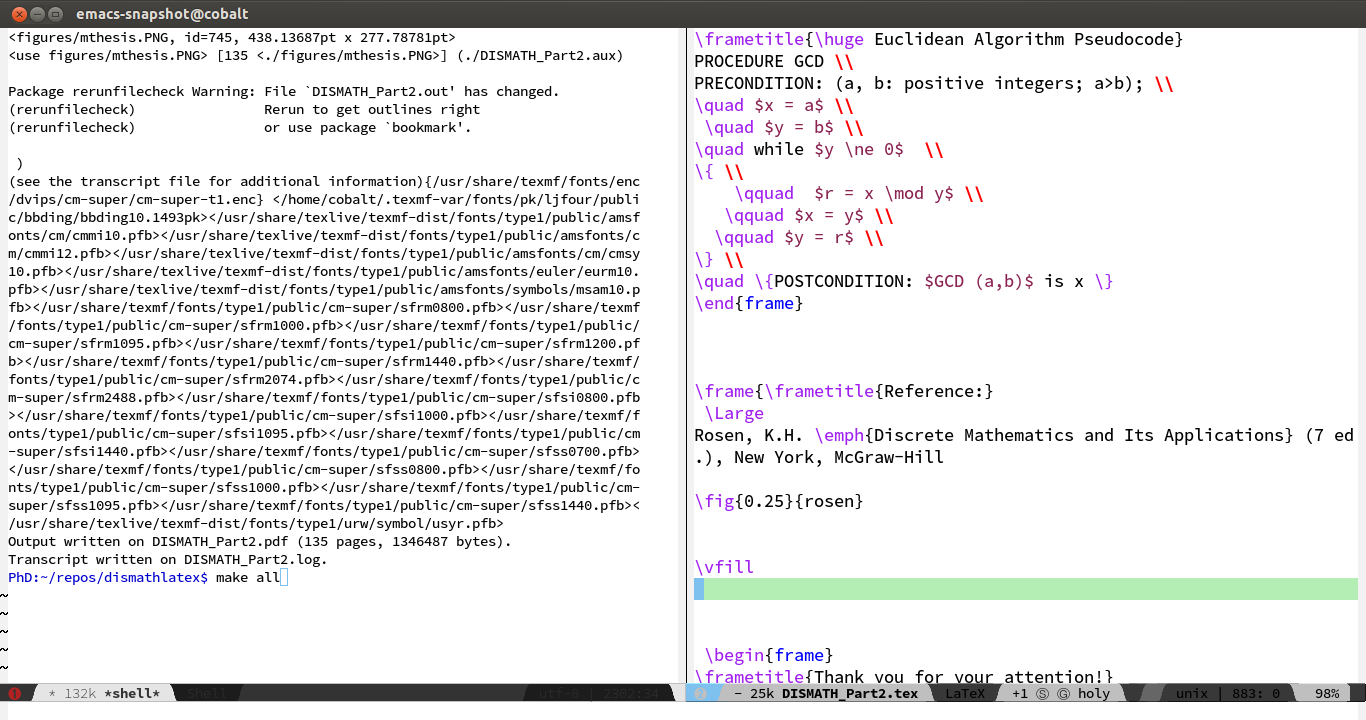 emacs-snapshot@cobalt
<figures/mthesis.PNG, id=745, 438.13687pt x 277.78781pt>
<use figures/mthesis.PNG> [135 <./figures/mthesis.PNG>] (./DISMATH_Part2.aux)
Package rerunfilecheck Warning: File `DISMATH_Part2.out' has changed.
(rerunfilecheck)                Rerun to get outlines right
(rerunfilecheck)                or use package `bookmark'.
 )
(see the transcript file for additional information){/usr/share/texmf/fonts/enc
/dvips/cm-super/cm-super-t1.enc} </home/cobalt/.texmf-var/fonts/pk/ljfour/publi
c/bbding/bbding10.1493pk></usr/share/texlive/texmf-dist/fonts/type1/public/amsf
onts/cm/cmmi10.pfb></usr/share/texlive/texmf-dist/fonts/type1/public/amsfonts/c
m/cmmi12.pfb></usr/share/texlive/texmf-dist/fonts/type1/public/amsfonts/cm/cmsy
10.pfb></usr/share/texlive/texmf-dist/fonts/type1/public/amsfonts/euler/eurm10.
pfb></usr/share/texlive/texmf-dist/fonts/type1/public/amsfonts/symbols/msam10.p
fb></usr/share/texmf/fonts/type1/public/cm-super/sfrm0800.pfb></usr/share/texmf
/fonts/type1/public/cm-super/sfrm1000.pfb></usr/share/texmf/fonts/type1/public/
cm-super/sfrm1095.pfb></usr/share/texmf/fonts/type1/public/cm-super/sfrm1200.pf
b></usr/share/texmf/fonts/type1/public/cm-super/sfrm1440.pfb></usr/share/texmf/
fonts/type1/public/cm-super/sfrm2074.pfb></usr/share/texmf/fonts/type1/public/c
m-super/sfrm2488.pfb></usr/share/texmf/fonts/type1/public/cm-super/sfsi0800.pfb
></usr/share/texmf/fonts/type1/public/cm-super/sfsi1000.pfb></usr/share/texmf/f
onts/type1/public/cm-super/sfsi1095.pfb></usr/share/texmf/fonts/type1/public/cm
-super/sfsi1440.pfb></usr/share/texmf/fonts/type1/public/cm-super/sfss0700.pfb>
</usr/share/texmf/fonts/type1/public/cm-super/sfss0800.pfb></usr/share/texmf/fo
nts/type1/public/cm-super/sfss1000.pfb></usr/share/texmf/fonts/type1/public/cm-
super/sfss1095.pfb></usr/share/texmf/fonts/type1/public/cm-super/sfss1440.pfb><
/usr/share/texlive/texmf-dist/fonts/type1/urw/symbol/usyr.pfb>
Output written on DISMATH_Part2.pdf (135 pages, 1346487 bytes).
Transcript written on DISMATH_Part2.log.
PhD:~/repos/dismathlatex$ make all
~
~
~
~
~
1 * 132k *shell* Shell utf-8 | 2302:34
\frametitle{\huge Euclidean Algorithm Pseudocode}
PROCEDURE GCD \\
PRECONDITION: (a, b: positive integers; a>b); \\
\quad $x = a$ \\
 \quad $y = b$ \\
\quad while $y \ne 0$  \\
\{ \\
    \qquad  $r = x \mod y$ \\
   \qquad $x = y$ \\
  \qquad $y = r$ \\
\} \\
\quad \{POSTCONDITION: $GCD (a,b)$ is x \}
\end{frame}
\frame{\frametitle{Reference:}
 \Large
Rosen, K.H. \emph{Discrete Mathematics and Its Applications} (7 ed
.), New York, McGraw-Hill
\fig{0.25}{rosen}
\vfill
 \begin{frame}
\frametitle{Thank you for your attention!}
2 - 25k DISMATH_Part2.tex LaTeX +1 Ⓢ Ⓖ holy unix | 883: 0 98%